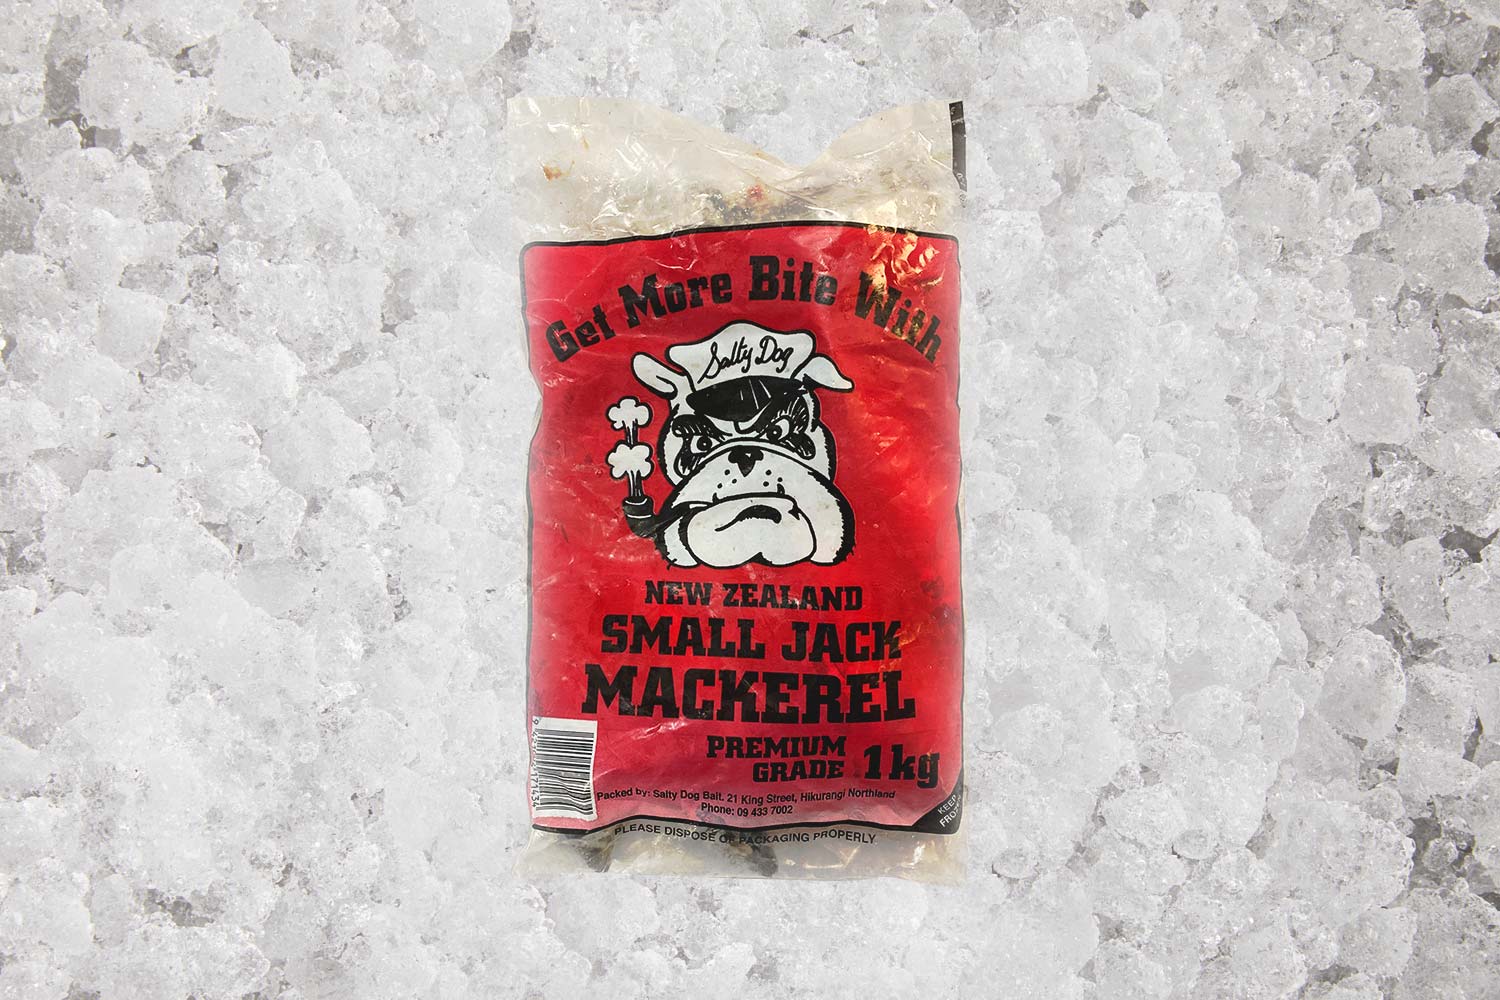 Get More Bite With
Salty Dog
NEW ZEALAND
SMALL JACK
MACKEREL
PREMIUM
GRADE 1kg
Packed by: Salty Dog Bait. 21 King Street, Hikurangi Northland
Phone: 09 433 7002
KEEP
PLEASE DISPOSE OF PACKAGING PROPERLY